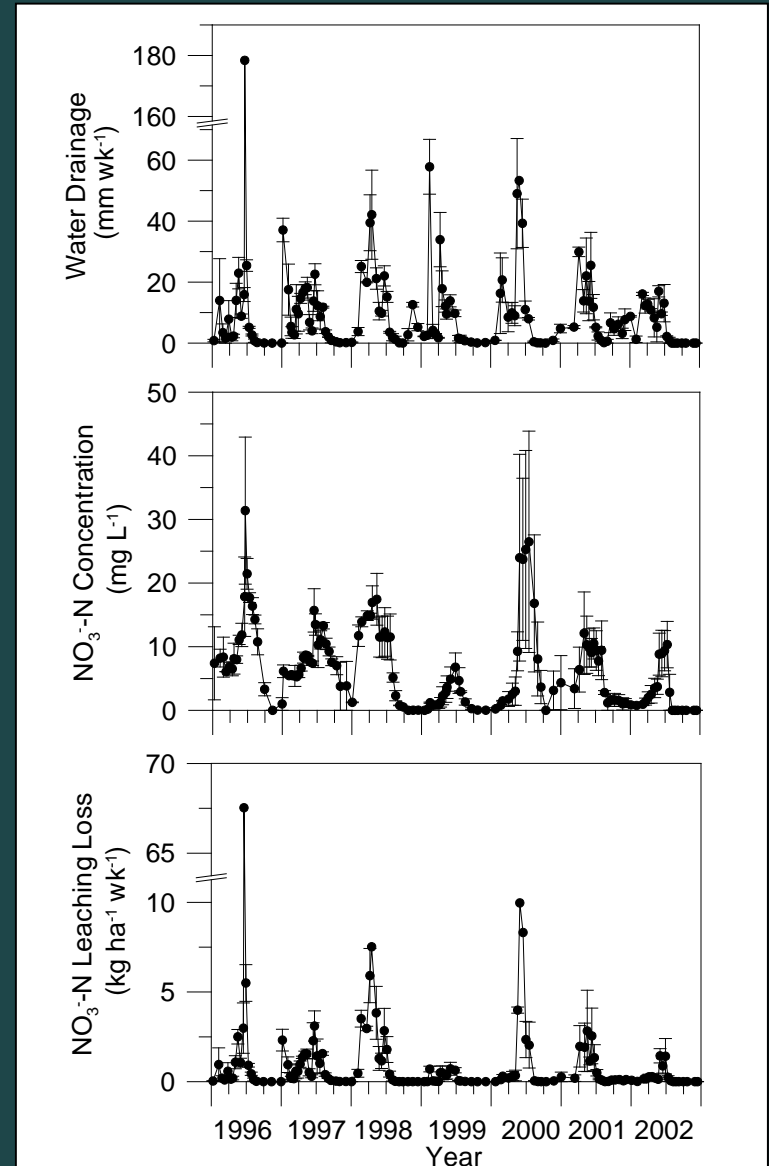 Water Drainage
(mm wk⁻¹)
180
160
60
40
20
0
NO₃⁻-N Concentration
(mg L⁻¹)
50
40
30
20
10
0
NO₃⁻-N Leaching Loss
(kg ha⁻¹ wk⁻¹)
70
65
10
5
0
1996 1997 1998 1999 2000 2001 2002
Year